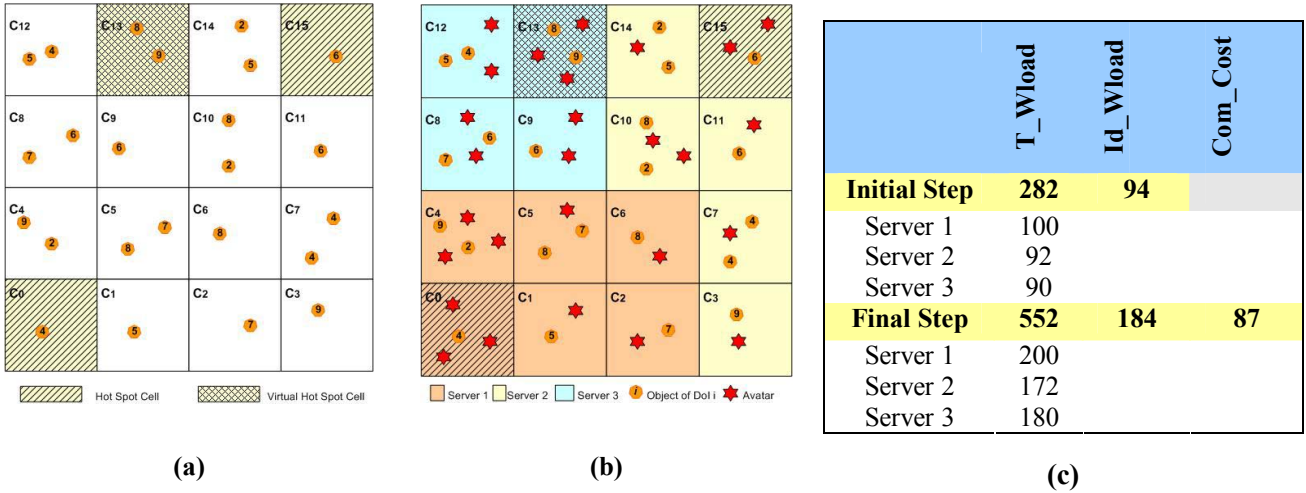 C12 5 4
C13 8 9
C14 2 5
C15 6
C8 7 6
C9 6
C10 8 2
C11 6
C4 9 2
C5 8 7
C6 8
C7 4 4
C0 4
C1 5
C2 7
C3 9
Hot Spot Cell
Virtual Hot Spot Cell
(a)
C12 5 4
C13 8 9
C14 2 5
C15 6
C8 7 6
C9 6
C10 8 2
C11 6
C4 9 2
C5 8 7
C6 8
C7 4 4
C0 4
C1 5
C2 7
C3 9
Server 1 Server 2 Server 3 i Object of DoI i Avatar
(b)
T_Wload Id_Wload Com_Cost
Initial Step 282 94
Server 1 100
Server 2 92
Server 3 90
Final Step 552 184 87
Server 1 200
Server 2 172
Server 3 180
(c)